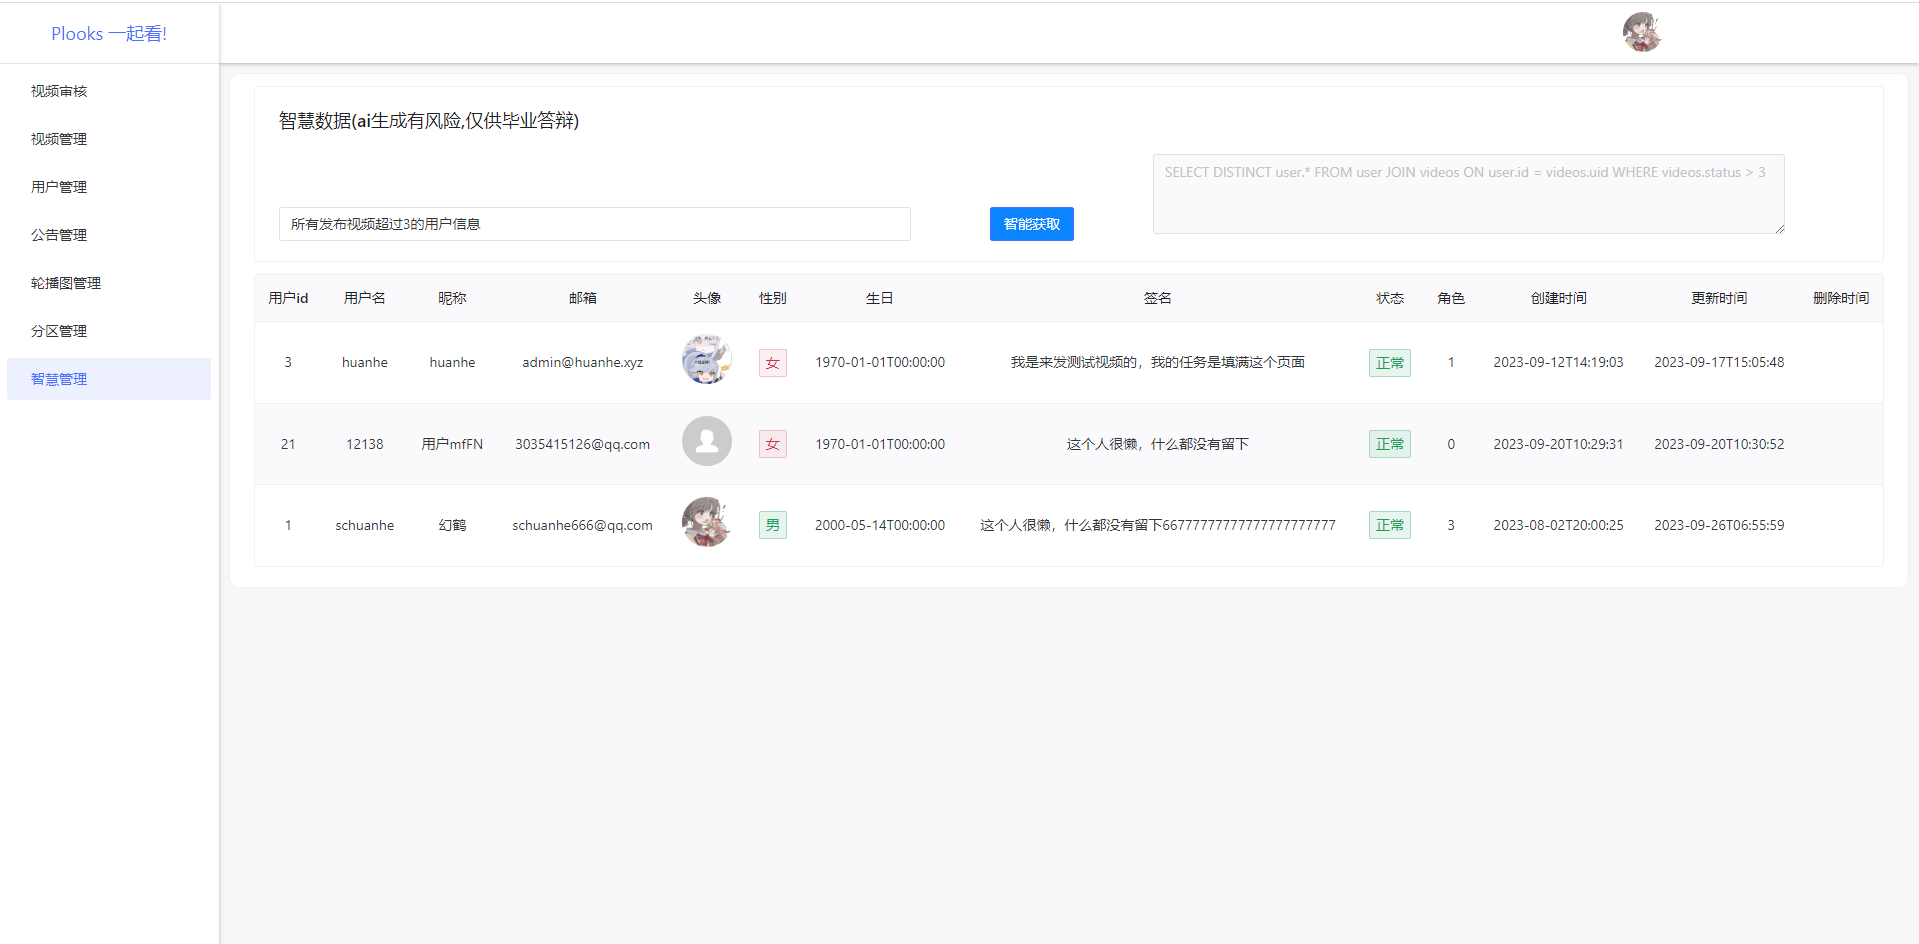 Plooks 一起看!
视频审核
视频管理
用户管理
公告管理
轮播图管理
分区管理
智慧管理
智慧数据(ai生成有风险,仅供毕业答辩)
所有发布视频超过3的用户信息
智能获取
SELECT DISTINCT user.* FROM user JOIN videos ON user.id = videos.uid WHERE videos.status > 3
用户id 用户名 昵称 邮箱 头像 性别 生日 签名 状态 角色 创建时间 更新时间 删除时间
3 huanhe huanhe admin@huanhe.xyz 女 1970-01-01T00:00:00 我是来发测试视频的，我的任务是填满这个页面 正常 1 2023-09-12T14:19:03 2023-09-17T15:05:48
21 12138 用户mfFN 3035415126@qq.com 女 1970-01-01T00:00:00 这个人很懒，什么都没有留下 正常 0 2023-09-20T10:29:31 2023-09-20T10:30:52
1 schuanhe 幻鹤 schuanhe666@qq.com 男 2000-05-14T00:00:00 这个人很懒，什么都没有留下66777777777777777777777 正常 3 2023-08-02T20:00:25 2023-09-26T06:55:59